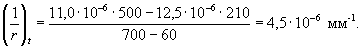 (1/r)_t = (11,0·10⁻⁶·500 − 12,5·10⁻⁶·210)/(700 − 60) = 4,5·10⁻⁶ мм⁻¹.